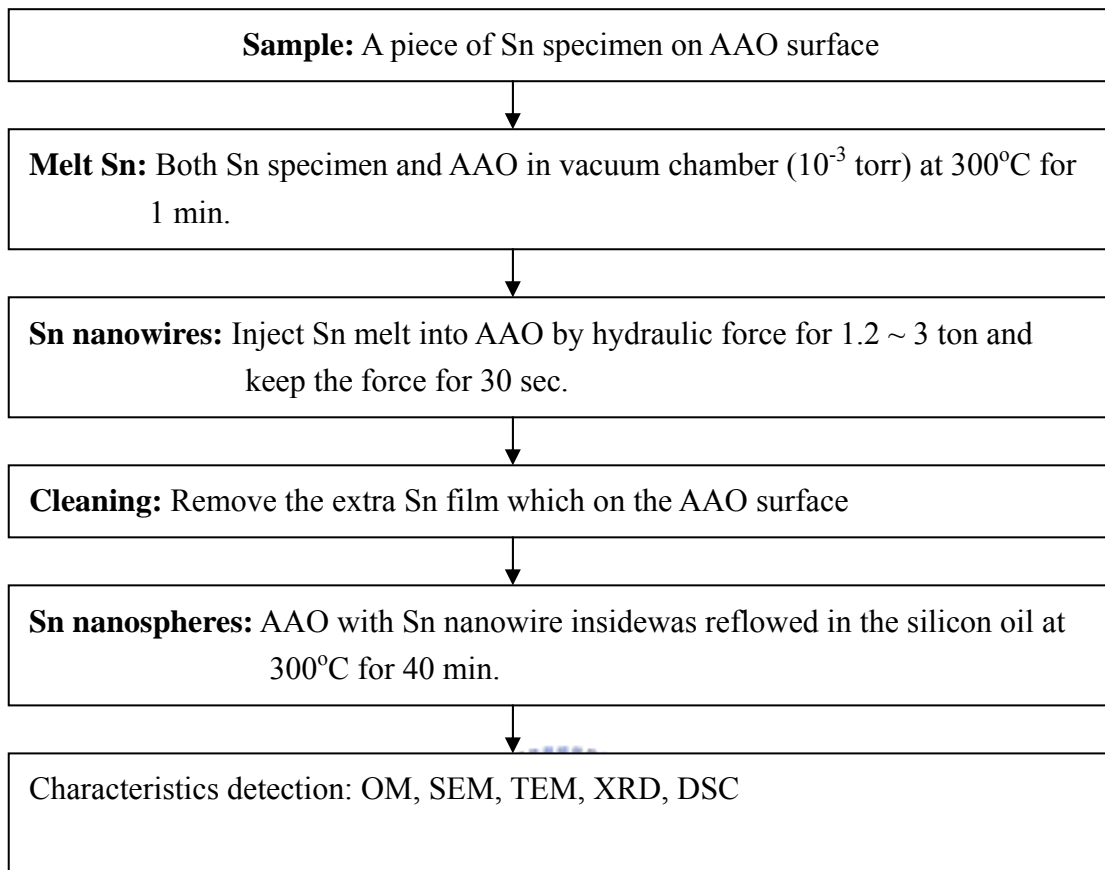 Sample: A piece of Sn specimen on AAO surface
Melt Sn: Both Sn specimen and AAO in vacuum chamber (10⁻³ torr) at 300°C for
1 min.
Sn nanowires: Inject Sn melt into AAO by hydraulic force for 1.2 ~ 3 ton and
keep the force for 30 sec.
Cleaning: Remove the extra Sn film which on the AAO surface
Sn nanospheres: AAO with Sn nanowire insidewas reflowed in the silicon oil at
300°C for 40 min.
Characteristics detection: OM, SEM, TEM, XRD, DSC